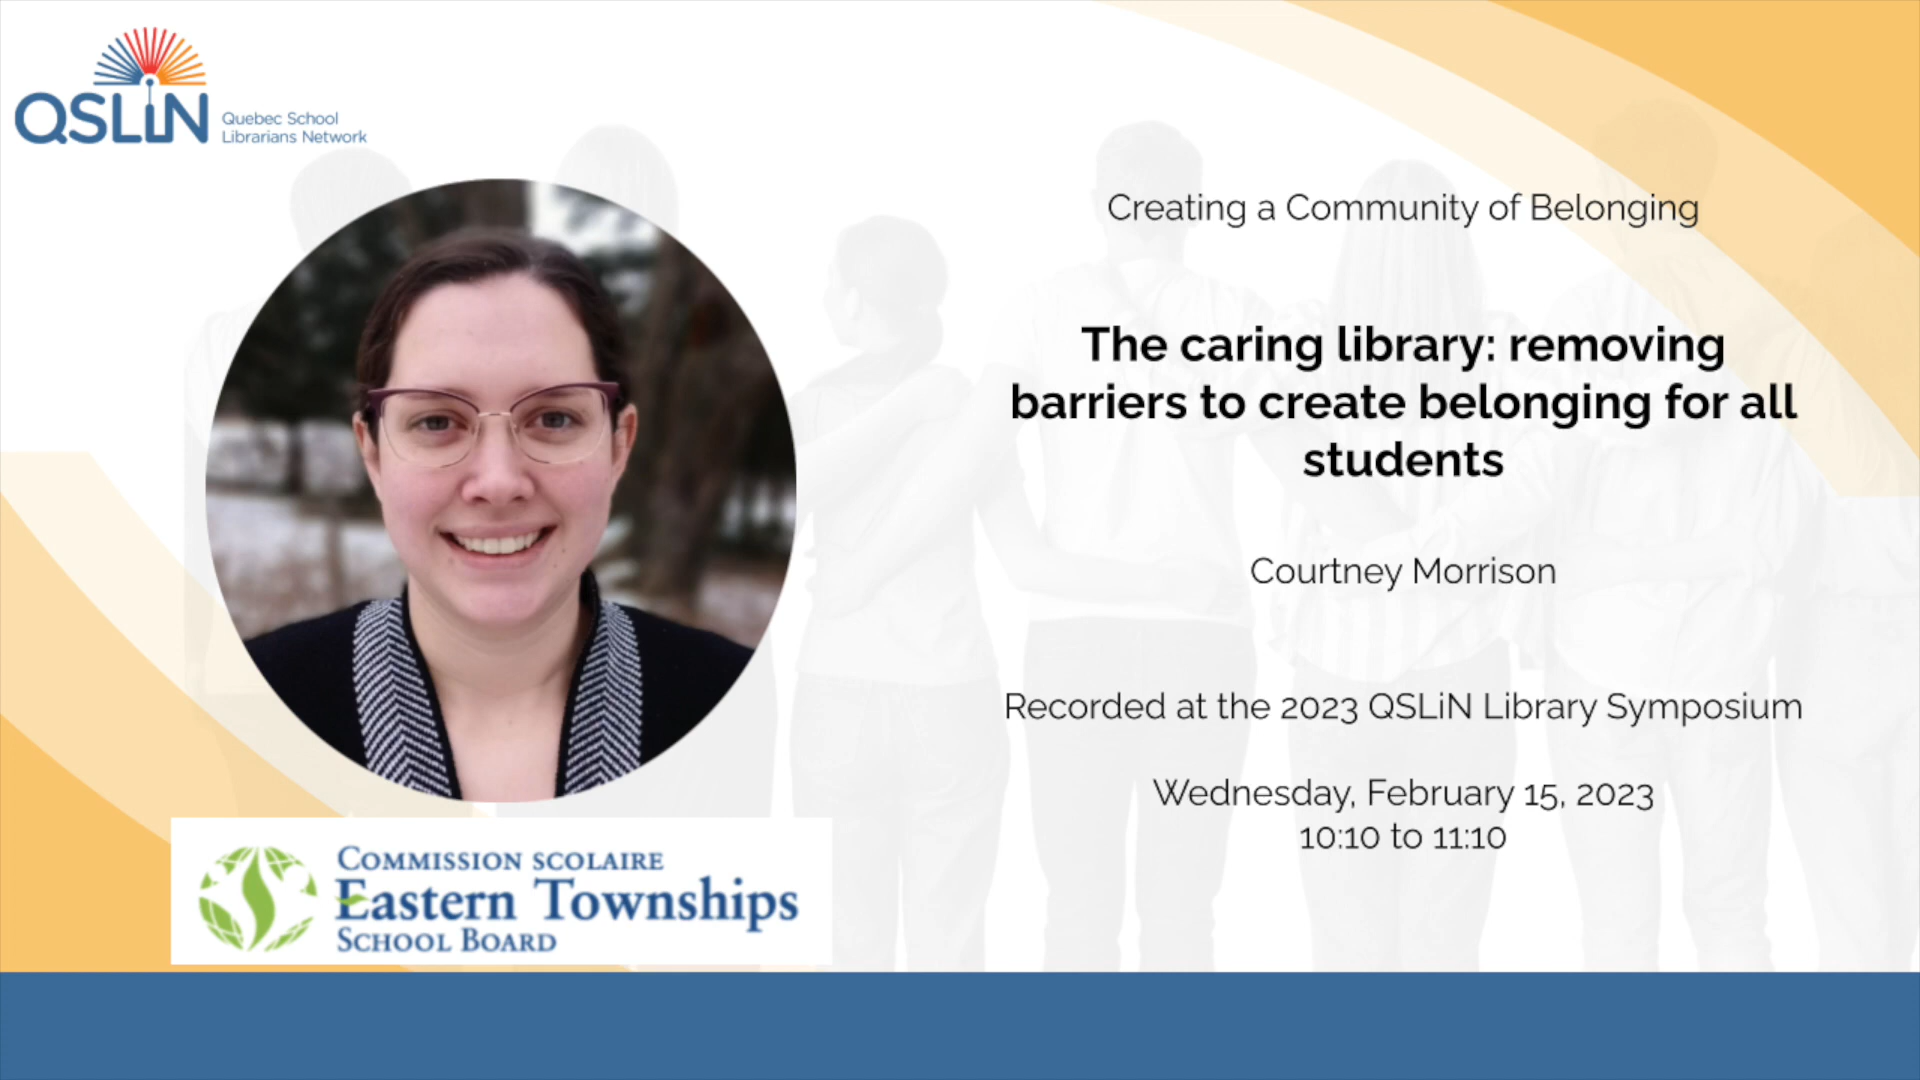 QSLiN
Quebec School
Librarians Network
Creating a Community of Belonging
The caring library: removing
barriers to create belonging for all
students
Courtney Morrison
Recorded at the 2023 QSLiN Library Symposium
Wednesday, February 15, 2023
10:10 to 11:10
Commission scolaire
Eastern Townships
School Board